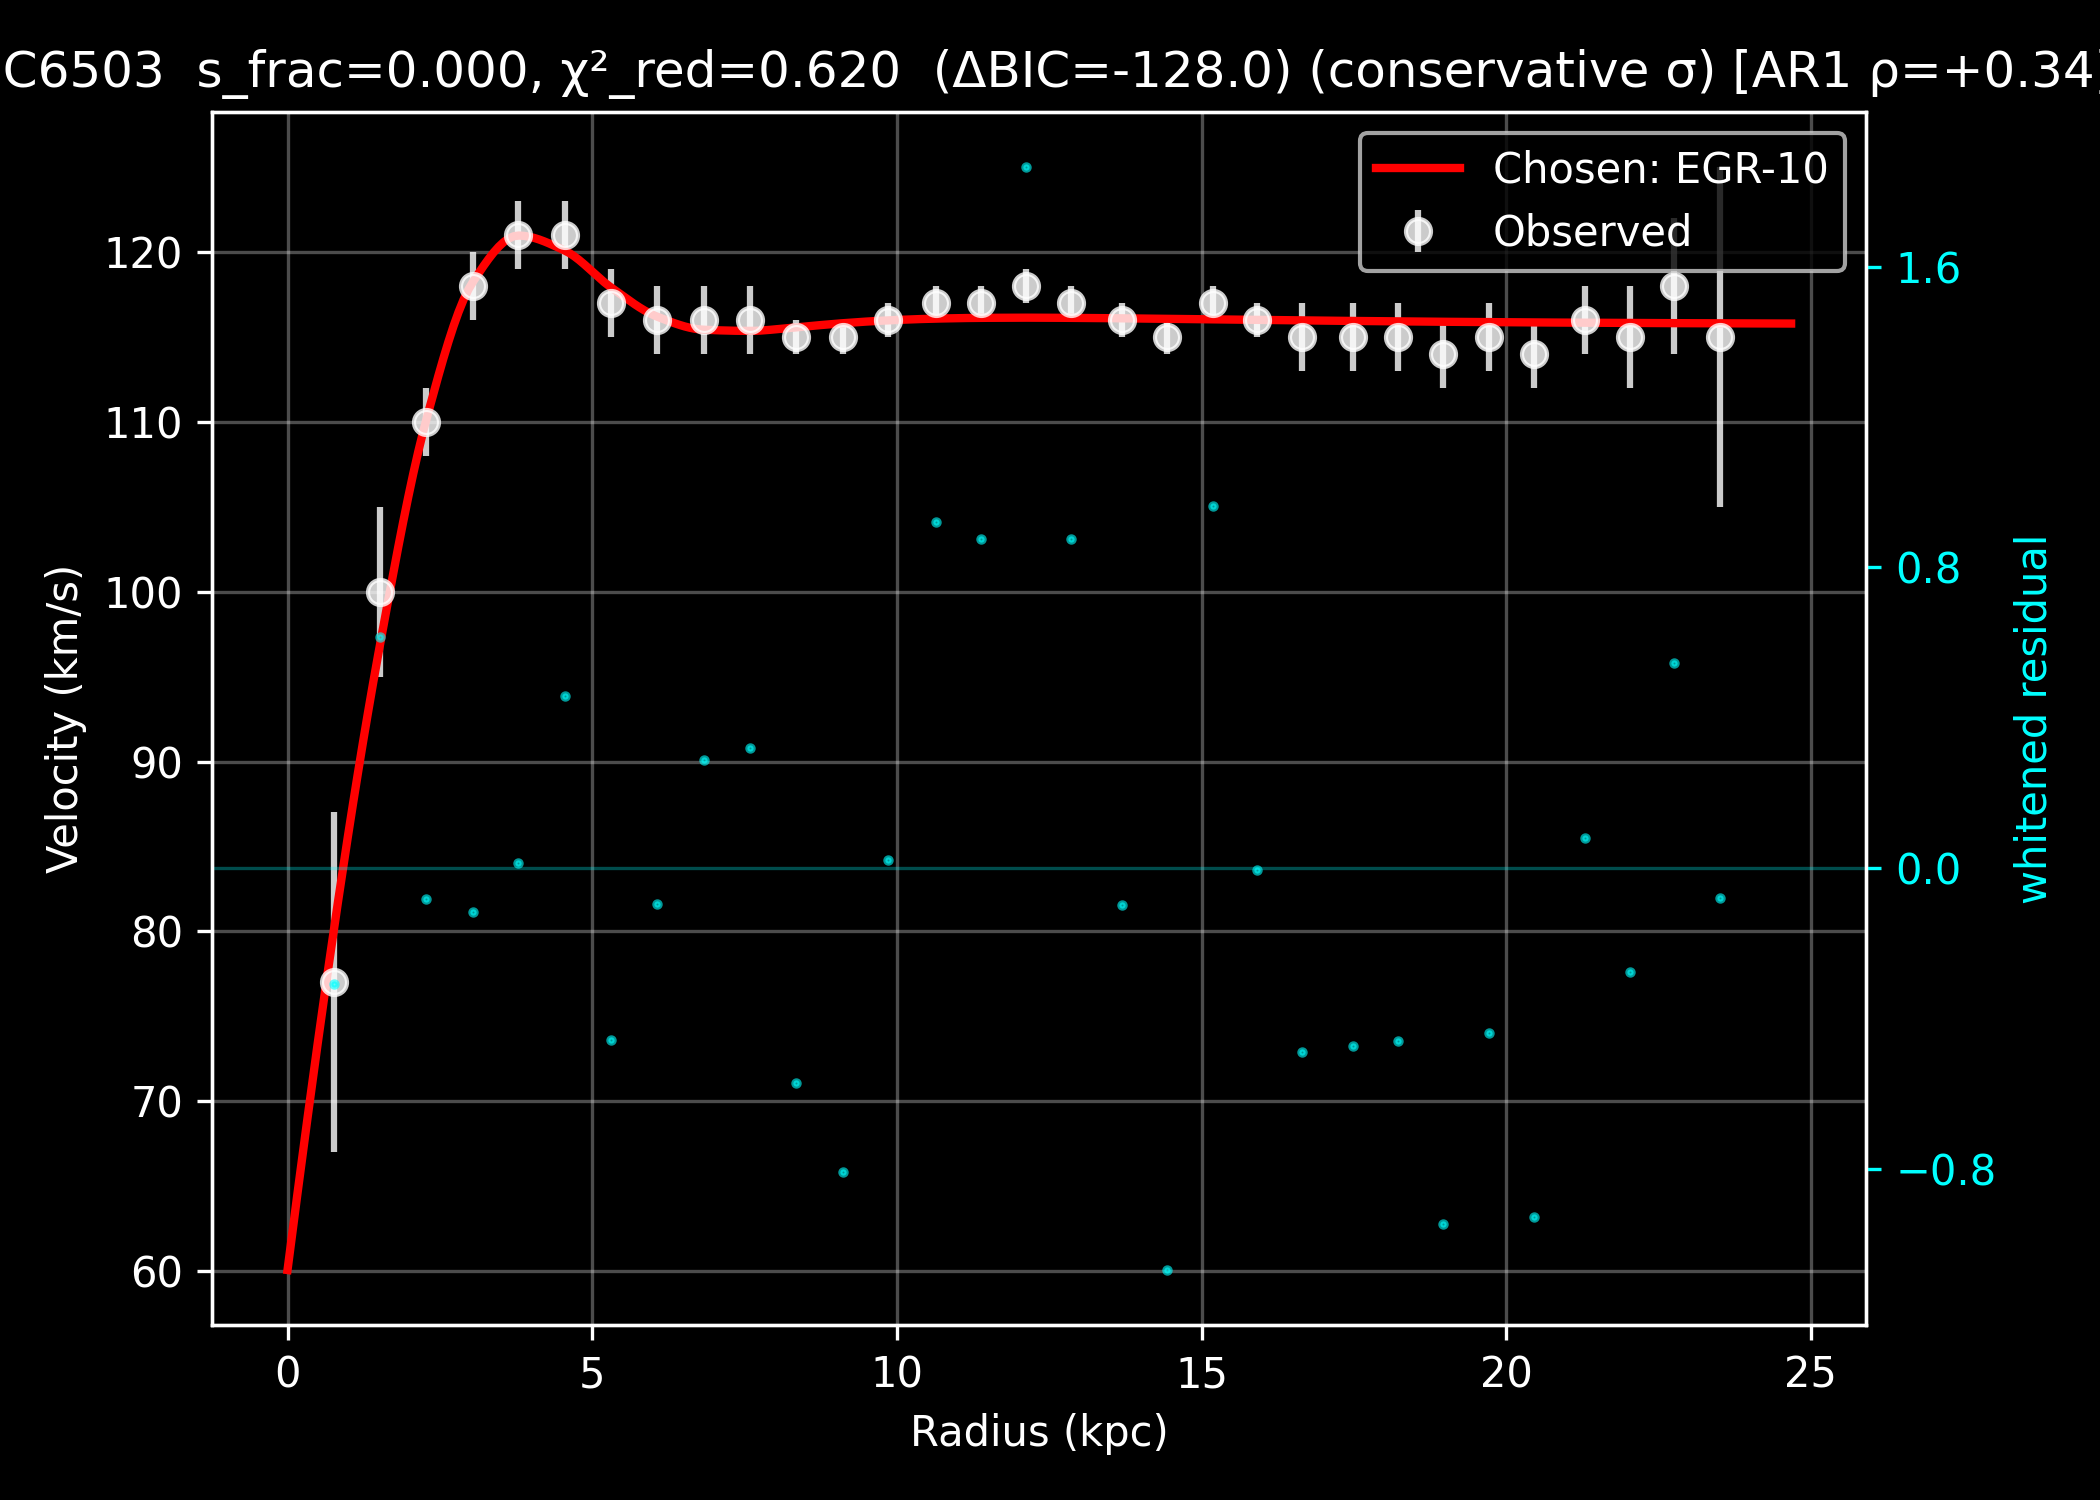 C6503 s_frac=0.000, χ²_red=0.620 (ΔBIC=-128.0) (conservative σ) [AR1 ρ=+0.34]
Chosen: EGR-10
Observed
120
110
100
90
80
70
60
Velocity (km/s)
1.6
0.8
0.0
−0.8
whitened residual
0
5
10
15
20
25
Radius (kpc)